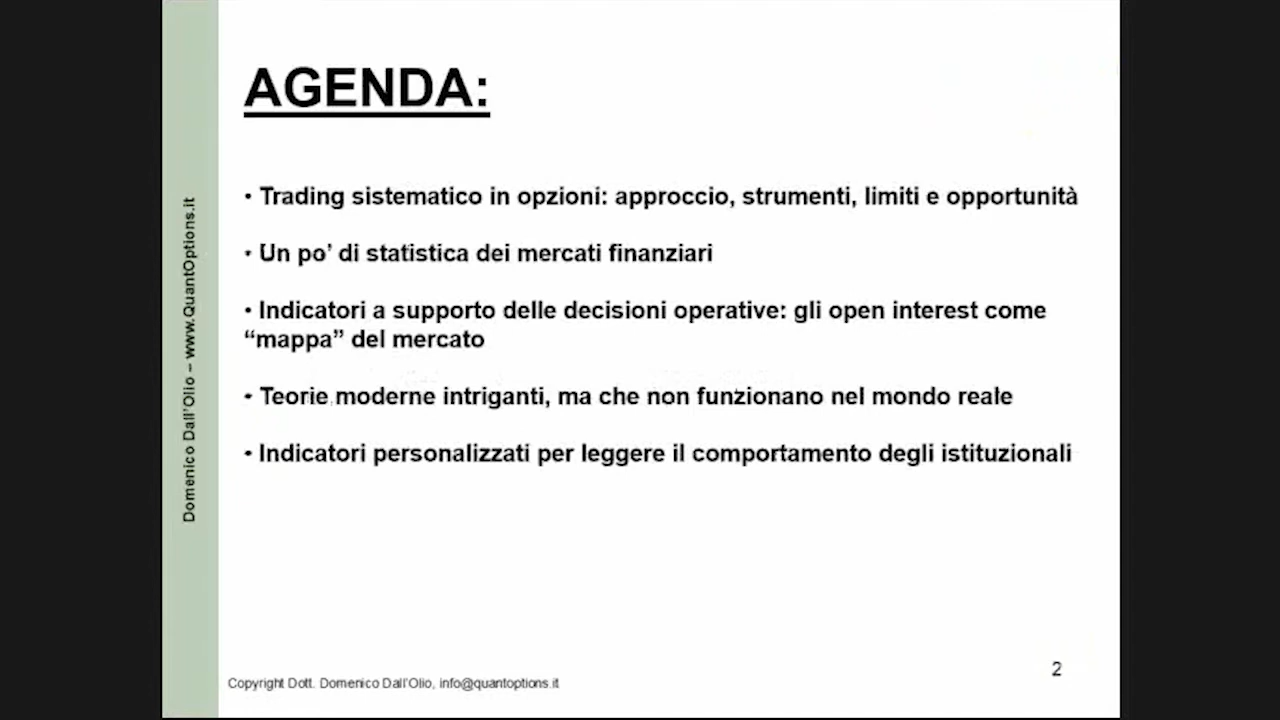 AGENDA:
• Trading sistematico in opzioni: approccio, strumenti, limiti e opportunità
• Un po’ di statistica dei mercati finanziari
• Indicatori a supporto delle decisioni operative: gli open interest come
“mappa” del mercato
• Teorie moderne intriganti, ma che non funzionano nel mondo reale
• Indicatori personalizzati per leggere il comportamento degli istituzionali
Domenico Dall’Olio – www.QuantOptions.it
Copyright Dott. Domenico Dall’Olio, info@quantoptions.it
2